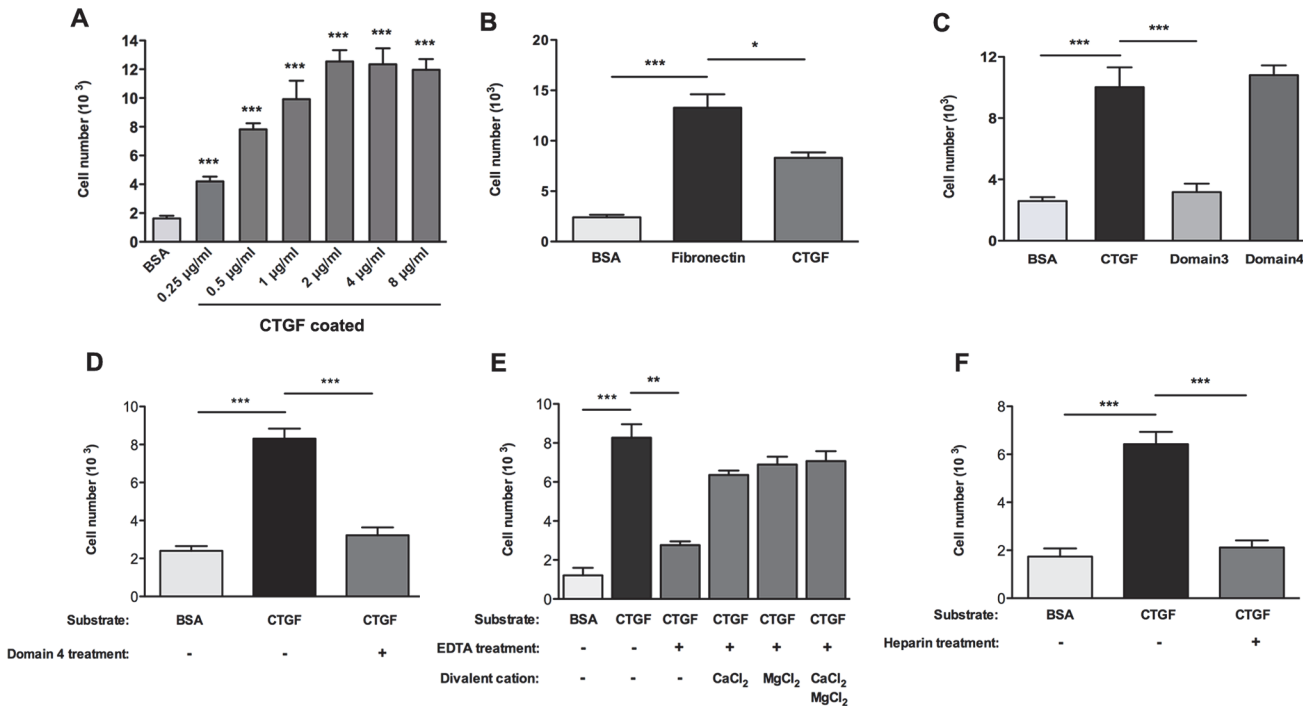 A
Cell number (10 3)
14
12
10
8
6
4
2
0
***
***
***
***
***
***
BSA
0.25 µg/ml
0.5 µg/ml
1 µg/ml
2 µg/ml
4 µg/ml
8 µg/ml
CTGF coated
B
Cell number (10 3)
20
15
10
5
0
***
*
BSA Fibronectin CTGF
C
Cell number (10³)
12
8
4
0
***
***
BSA CTGF Domain3 Domain4
D
Cell number (10 3)
10
8
6
4
2
0
***
***
Substrate: BSA CTGF CTGF
Domain 4 treatment: - - +
E
Cell number (10 3)
10
8
6
4
2
0
***
**
Substrate: BSA CTGF CTGF CTGF CTGF CTGF
EDTA treatment: - - + + + +
Divalent cation: - - - CaCl₂ MgCl₂ CaCl₂
MgCl₂
F
Cell number (10 3)
8
6
4
2
0
***
***
Substrate: BSA CTGF CTGF
Heparin treatment: - - +